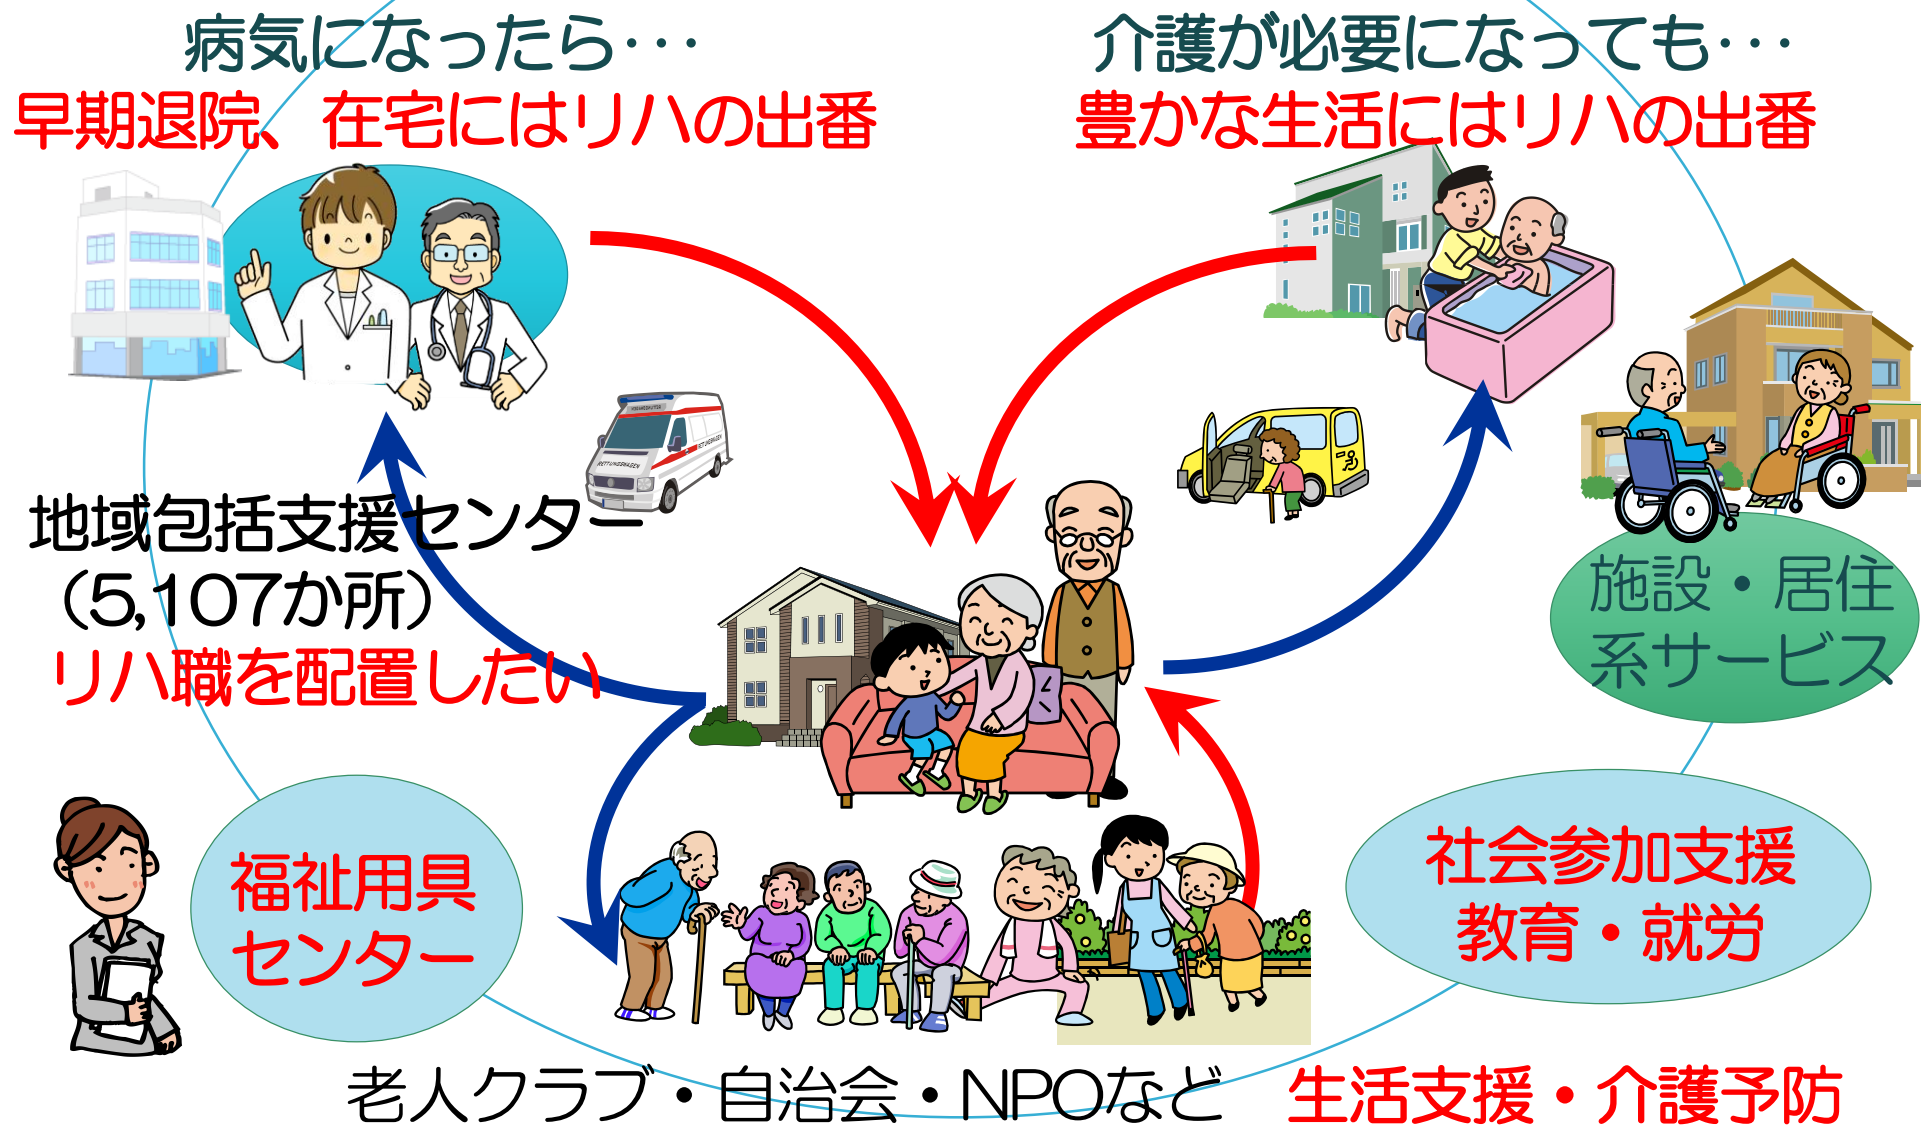 病気になったら･･･
早期退院、在宅にはリハの出番
介護が必要になっても･･･
豊かな生活にはリハの出番
地域包括支援センター
（5,107か所）
リハ職を配置したい
施設・居住
系サービス
福祉用具
センター
社会参加支援
教育・就労
老人クラブ・自治会・NPOなど
生活支援・介護予防
RETTUNGSWAGEN
RETTUNGSWAGEN